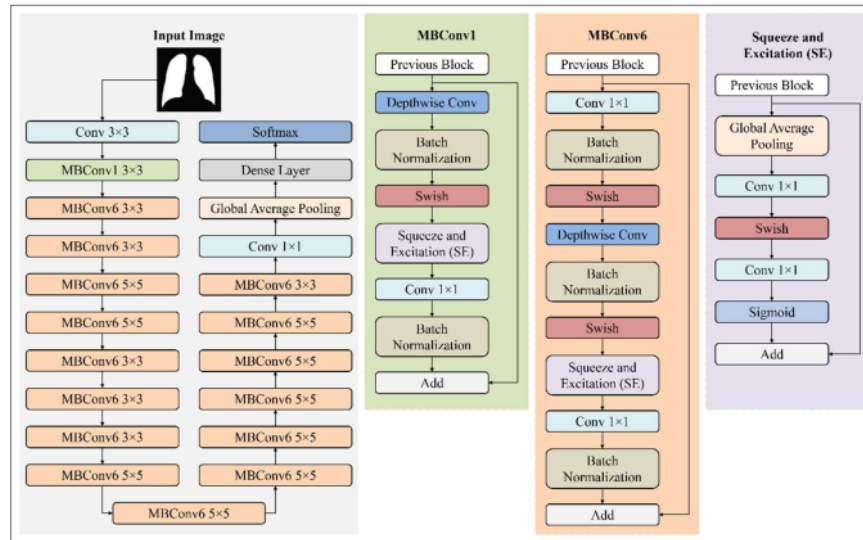 Input Image
Conv 3×3
MBConv1 3×3
MBConv6 3×3
MBConv6 3×3
MBConv6 5×5
MBConv6 5×5
MBConv6 3×3
MBConv6 3×3
MBConv6 3×3
MBConv6 5×5
MBConv6 5×5
MBConv6 5×5
MBConv6 5×5
MBConv6 5×5
MBConv6 5×5
MBConv6 5×5
MBConv6 3×3
Conv 1×1
Global Average Pooling
Dense Layer
Softmax
MBConv1
Previous Block
Depthwise Conv
Batch
Normalization
Swish
Squeeze and
Excitation (SE)
Conv 1×1
Batch
Normalization
Add
MBConv6
Previous Block
Conv 1×1
Batch
Normalization
Swish
Depthwise Conv
Batch
Normalization
Swish
Squeeze and
Excitation (SE)
Conv 1×1
Batch
Normalization
Add
Squeeze and
Excitation (SE)
Previous Block
Global Average
Pooling
Conv 1×1
Swish
Conv 1×1
Sigmoid
Add